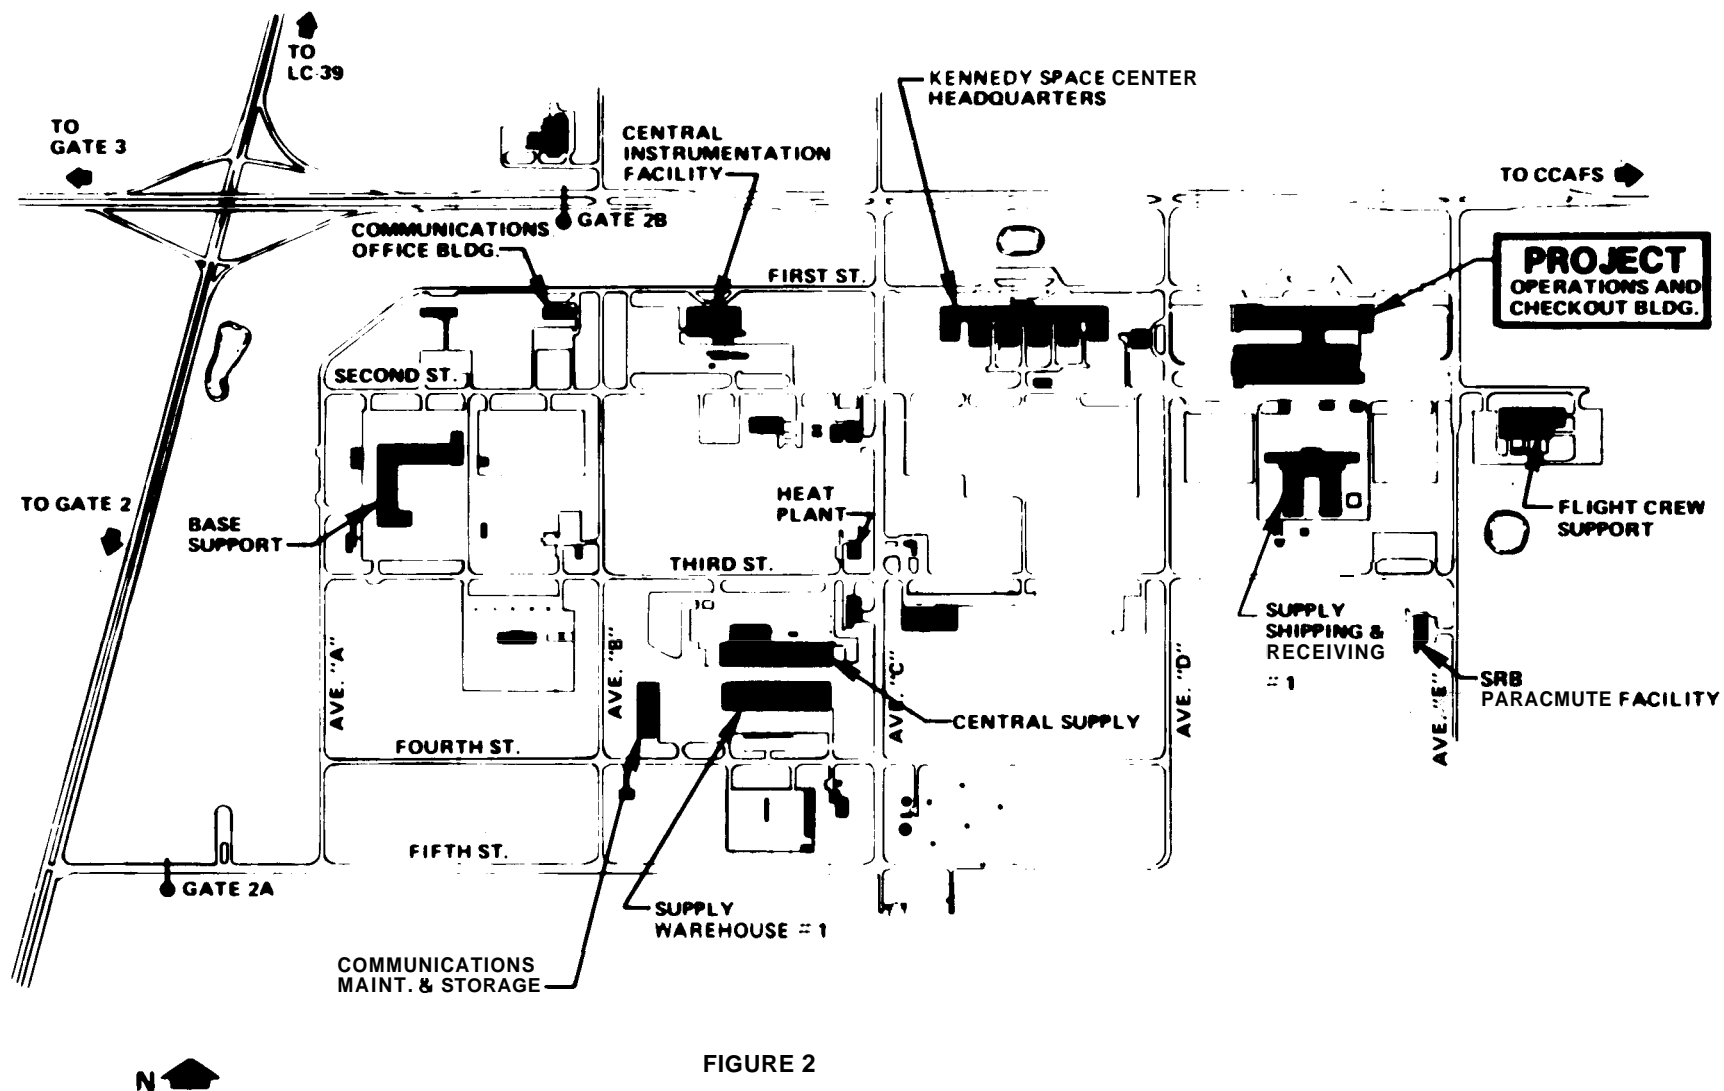 TO
LC-39
TO
GATE 3
CENTRAL
INSTRUMENTATION
FACILITY
KENNEDY SPACE CENTER
HEADQUARTERS
TO CCAFS
GATE 2B
COMMUNICATIONS
OFFICE BLDG.
FIRST ST.
PROJECT
OPERATIONS AND
CHECKOUT BLDG.
SECOND ST.
TO GATE 2
BASE
SUPPORT
HEAT
PLANT
FLIGHT CREW
SUPPORT
THIRD ST.
SUPPLY
SHIPPING &
RECEIVING
# 1
AVE. "A"
AVE. "B"
AVE. "C"
AVE. "D"
AVE. "E"
SRB
PARACMUTE FACILITY
CENTRAL SUPPLY
FOURTH ST.
FIFTH ST.
GATE 2A
SUPPLY
WAREHOUSE # 1
COMMUNICATIONS
MAINT. & STORAGE
N
FIGURE 2